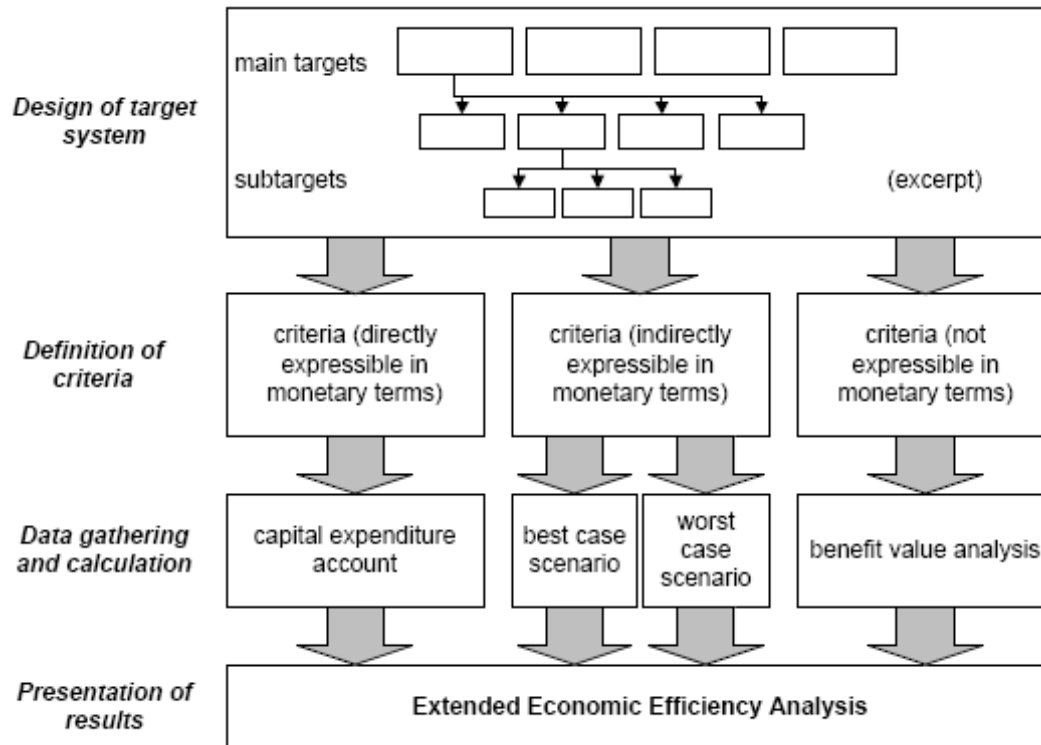 main targets
Design of target
system
subtargets
(excerpt)
Definition of
criteria
criteria (directly
expressible in
monetary terms)
criteria (indirectly
expressible in
monetary terms)
criteria (not
expressible in
monetary terms)
Data gathering
and calculation
capital expenditure
account
best case
scenario
worst
case
scenario
benefit value analysis
Presentation of
results
Extended Economic Efficiency Analysis